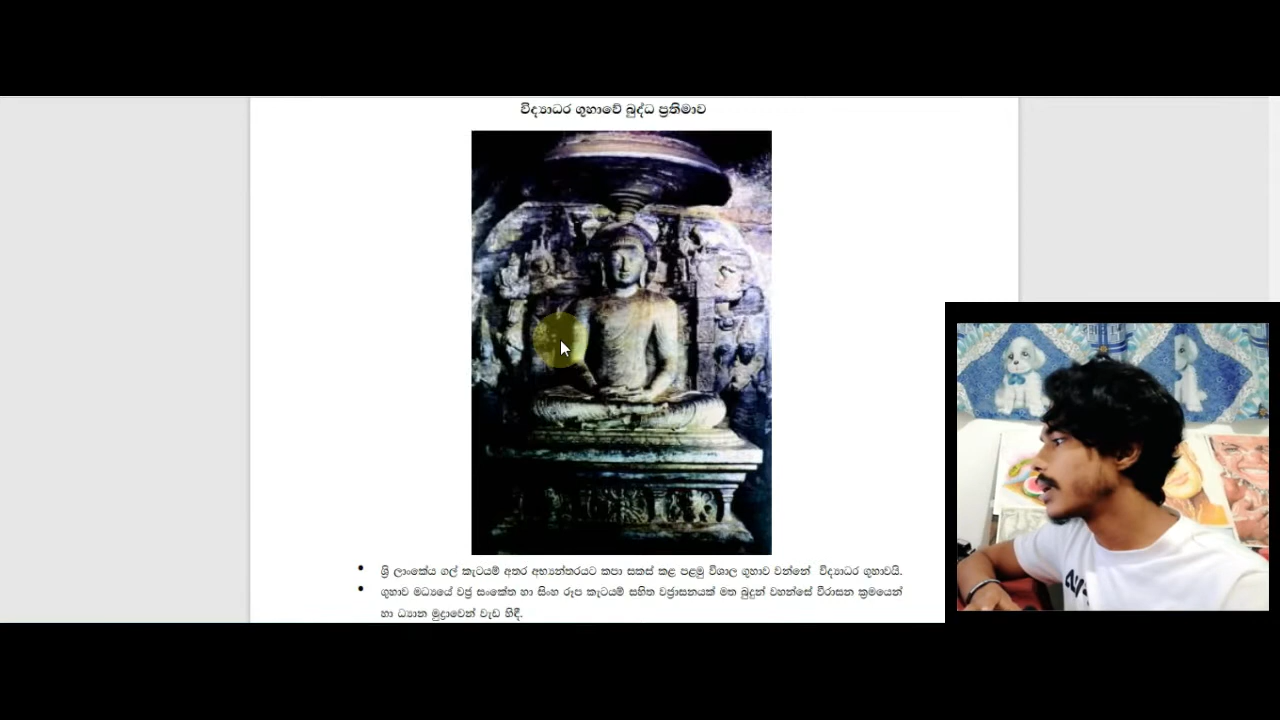 විද්‍යාධර ගුහාවේ බුද්ධ ප්‍රතිමාව
ශ්‍රි ලාංකේය ගල් කැටයම් අතර අභ්‍යන්තරයට කපා සකස් කළ පළමු විශාල ගුහාව වන්නේ විද්‍යාධර ගුහාවයි.
ගුහාව මධ්‍යයේ වජ්‍ර සංකේත හා සිංහ රූප කැටයම් සහිත වජ්‍රාසනයක් මත බුදුන් වහන්සේ වීරාසන ක්‍රමයෙන්
හා ධ්‍යාන මුද්‍රාවෙන් වැඩ හිඳී.